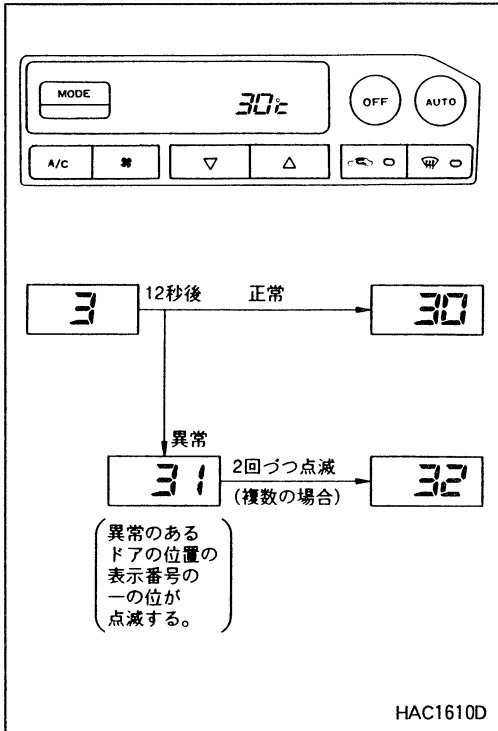 MODE
30℃
OFF
AUTO
A/C
3
12秒後
正常
30
異常
31
2回づつ点滅
(複数の場合)
32
異常のある
ドアの位置の
表示番号の
一の位が
点滅する。
HAC1610D